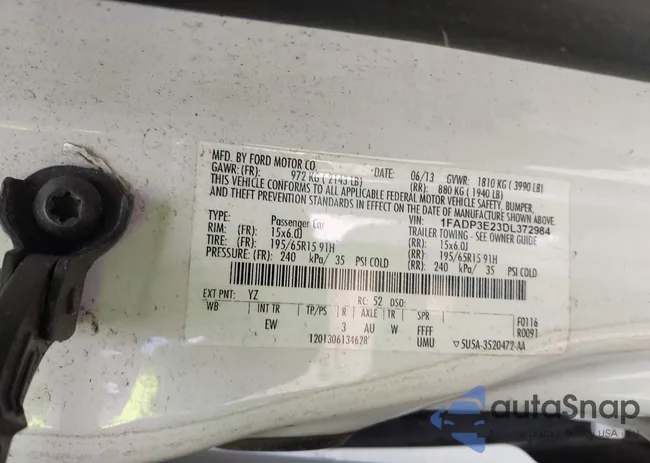 MFD. BY FORD MOTOR CO.
DATE: 06/13 GVWR: 1810 KG ( 3990 LB)
GAWR: (FR): 972 KG ( 2143 LB) (RR): 880 KG ( 1940 LB)
THIS VEHICLE CONFORMS TO ALL APPLICABLE FEDERAL MOTOR VEHICLE SAFETY, BUMPER,
AND THEFT PREVENTION STANDARDS IN EFFECT ON THE DATE OF MANUFACTURE SHOWN ABOVE.
VIN: 1FADP3E23DL372984
TYPE: Passenger Car TRAILER TOWING - SEE OWNER GUIDE
RIM: (FR): 15x6.0J (RR): 15x6.0J
TIRE: (FR): 195/65R15 91H (RR): 195/65R15 91H
PRESSURE: (FR): 240 kPa/ 35 PSI COLD (RR): 240 kPa/ 35 PSI COLD
EXT PNT: YZ RC: 52 DSO:
WB INT TR TP/PS R AXLE TR SPR
EW 3 AU W FFFF
F0116
R0091
1201306134628 UMU 5U5A-3520472-AA
autoSnap